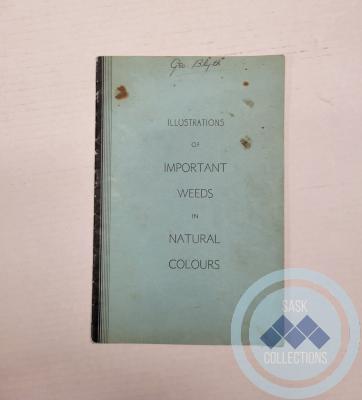 Geo Blyth
ILLUSTRATIONS
OF
IMPORTANT
WEEDS
IN
NATURAL
COLOURS
SASK
COLLECTIONS